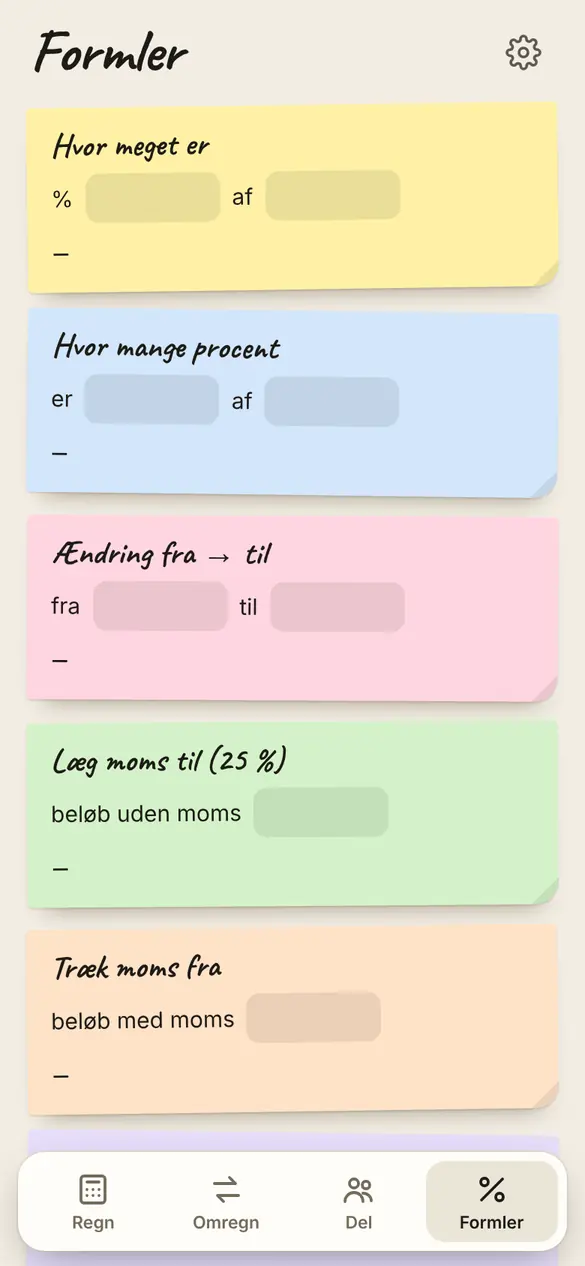 Formler
Hvor meget er
% af
–
Hvor mange procent
er af
–
Ændring fra → til
fra til
–
Læg moms til (25 %)
beløb uden moms
–
Træk moms fra
beløb med moms
–
Regn Omregn Del Formler